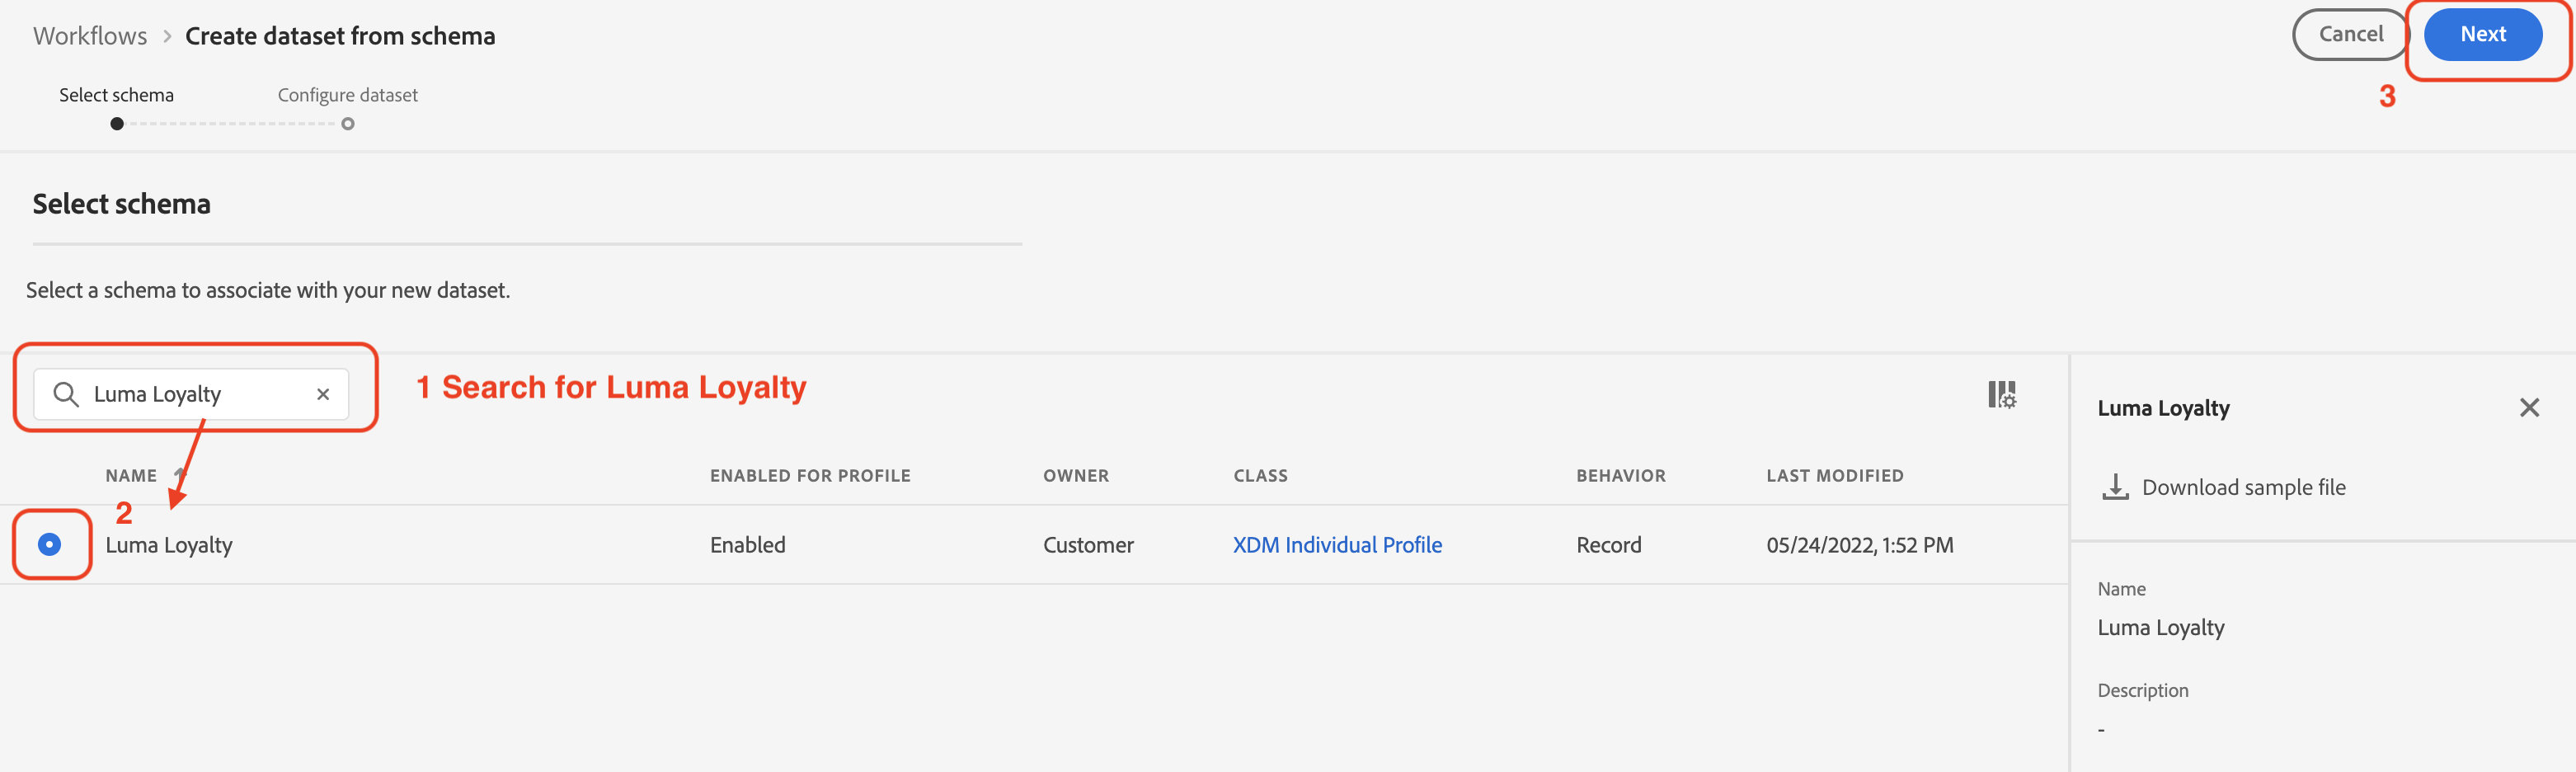 Workflows > Create dataset from schema
Cancel
Next
3
Select schema
Configure dataset
Select schema
Select a schema to associate with your new dataset.
Luma Loyalty
1 Search for Luma Loyalty
NAME ENABLED FOR PROFILE OWNER CLASS BEHAVIOR LAST MODIFIED
2
Luma Loyalty Enabled Customer XDM Individual Profile Record 05/24/2022, 1:52 PM
Luma Loyalty
Download sample file
Name
Luma Loyalty
Description
-